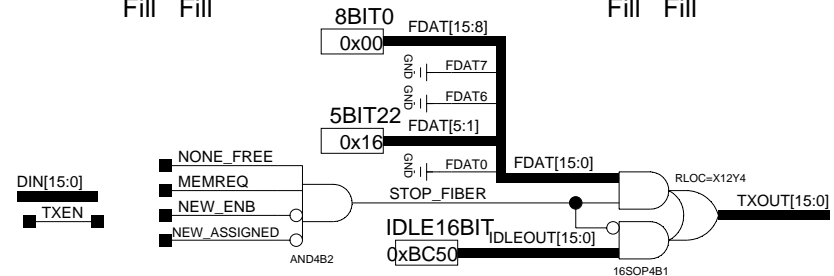 Fill Fill
Fill Fill
8BIT0
FDAT[15:8]
0x00
GND
FDAT7
GND
FDAT6
5BIT22
FDAT[5:1]
0x16
GND
FDAT0
FDAT[15:0]
RLOC=X12Y4
NONE_FREE
MEMREQ
NEW_ENB
NEW_ASSIGNED
AND4B2
DIN[15:0]
TXEN
STOP_FIBER
TXOUT[15:0]
IDLE16BIT
IDLEOUT[15:0]
0xBC50
16SOP4B1